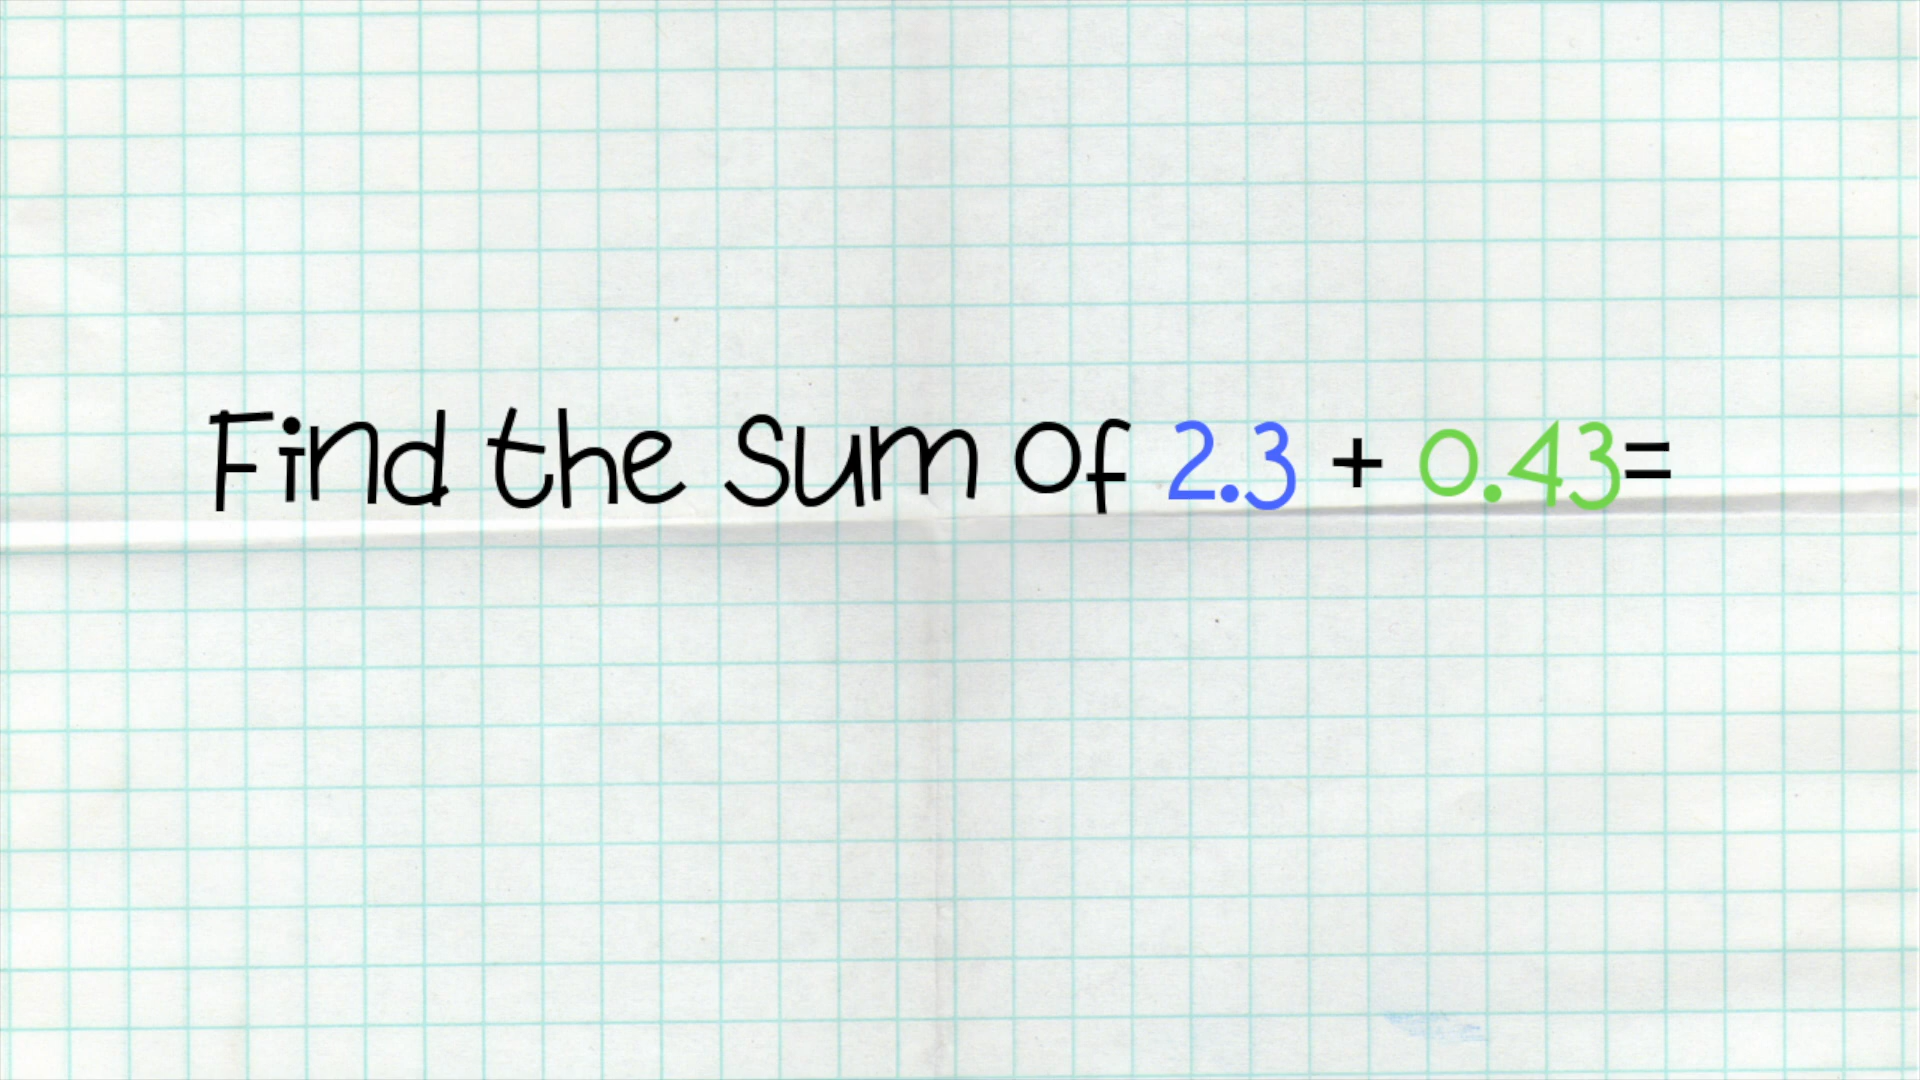 Find the sum of 2.3 + 0.43=